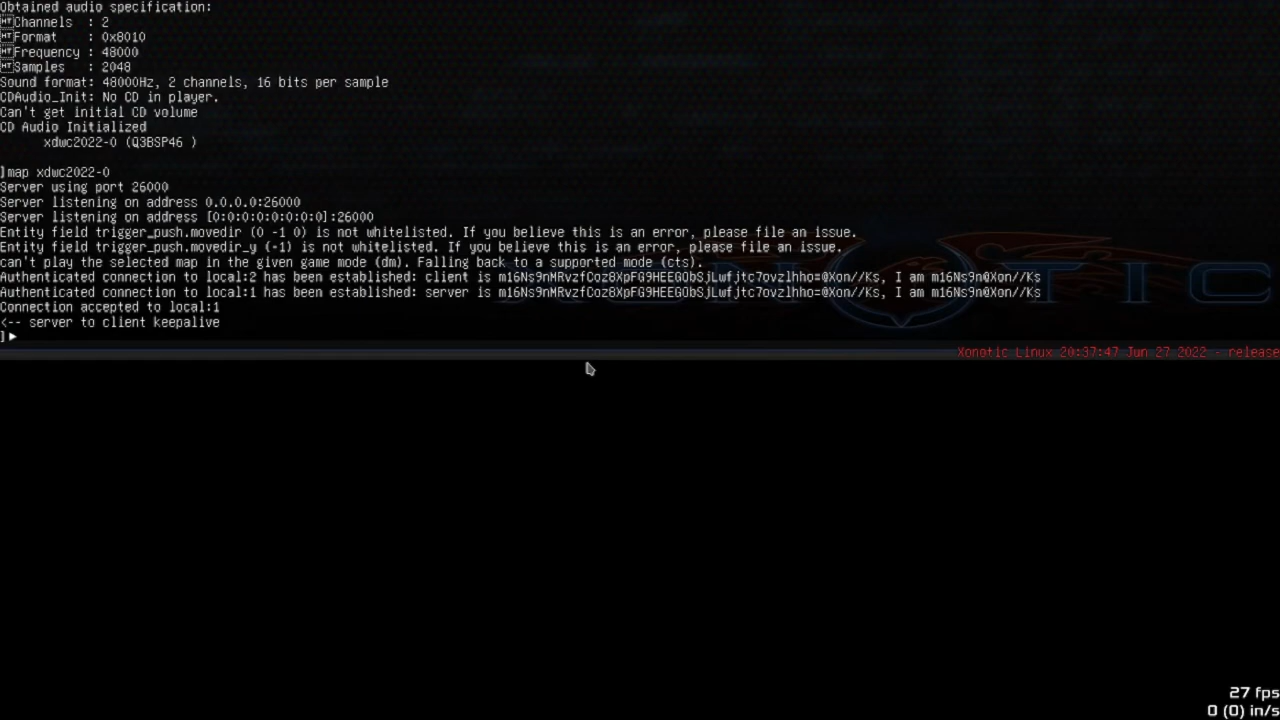 Obtained audio specification:
Channels  : 2
Format    : 0x8010
Frequency : 48000
Samples   : 2048
Sound format: 48000Hz, 2 channels, 16 bits per sample
CDAudio_Init: No CD in player.
Can't get initial CD volume
CD Audio Initialized
xdwc2022-0 (Q3BSP46 )
]map xdwc2022-0
Server using port 26000
Server listening on address 0.0.0.0:26000
Server listening on address [0:0:0:0:0:0:0:0]:26000
Entity field trigger_push.movedir (0 -1 0) is not whitelisted. If you believe this is an error, please file an issue.
Entity field trigger_push.movedir_y (-1) is not whitelisted. If you believe this is an error, please file an issue.
can't play the selected map in the given game mode (dm). Falling back to a supported mode (cts).
Authenticated connection to local:2 has been established: client is m16Ns9nMRvzfCoz8XpFG9HEEGObSjLwfjtc7ovzlhho=@Xon//Ks, I am m16Ns9n@Xon//Ks
Authenticated connection to local:1 has been established: server is m16Ns9nMRvzfCoz8XpFG9HEEGObSjLwfjtc7ovzlhho=@Xon//Ks, I am m16Ns9n@Xon//Ks
Connection accepted to local:1
<-- server to client keepalive
]
Xonotic Linux 20:37:47 Jun 27 2022 - release
27 fps
0 (0) in/s